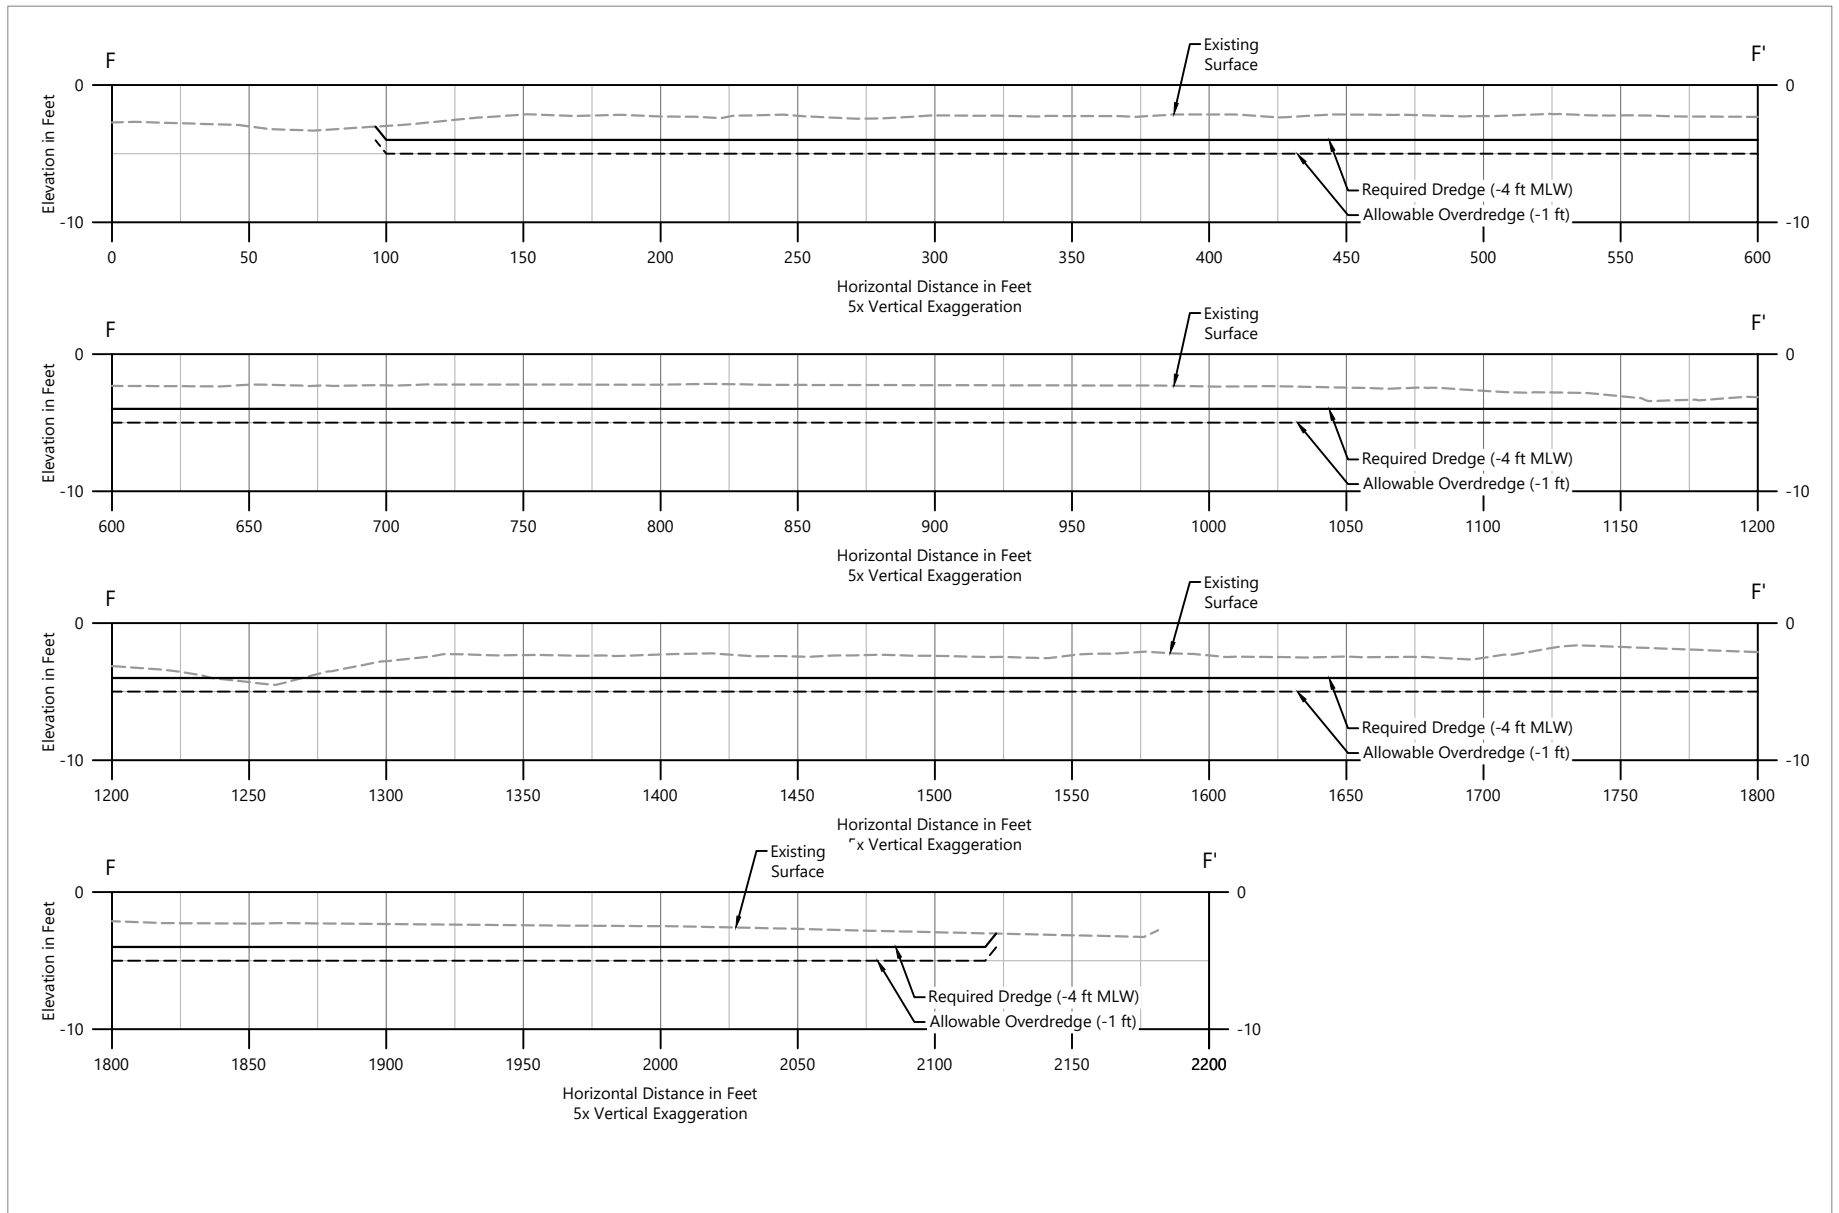 F
F'
Existing
Surface
0
0
Elevation in Feet
Required Dredge (-4 ft MLW)
Allowable Overdredge (-1 ft)
-10
-10
0 50 100 150 200 250 300 350 400 450 500 550 600
Horizontal Distance in Feet
5x Vertical Exaggeration
F
F'
Existing
Surface
0
0
Elevation in Feet
Required Dredge (-4 ft MLW)
Allowable Overdredge (-1 ft)
-10
-10
600 650 700 750 800 850 900 950 1000 1050 1100 1150 1200
Horizontal Distance in Feet
5x Vertical Exaggeration
F
F'
Existing
Surface
0
0
Elevation in Feet
Required Dredge (-4 ft MLW)
Allowable Overdredge (-1 ft)
-10
-10
1200 1250 1300 1350 1400 1450 1500 1550 1600 1650 1700 1750 1800
Horizontal Distance in Feet
5x Vertical Exaggeration
F
F'
Existing
Surface
0
0
Elevation in Feet
Required Dredge (-4 ft MLW)
Allowable Overdredge (-1 ft)
-10
-10
1800 1850 1900 1950 2000 2050 2100 2150 2200
Horizontal Distance in Feet
5x Vertical Exaggeration